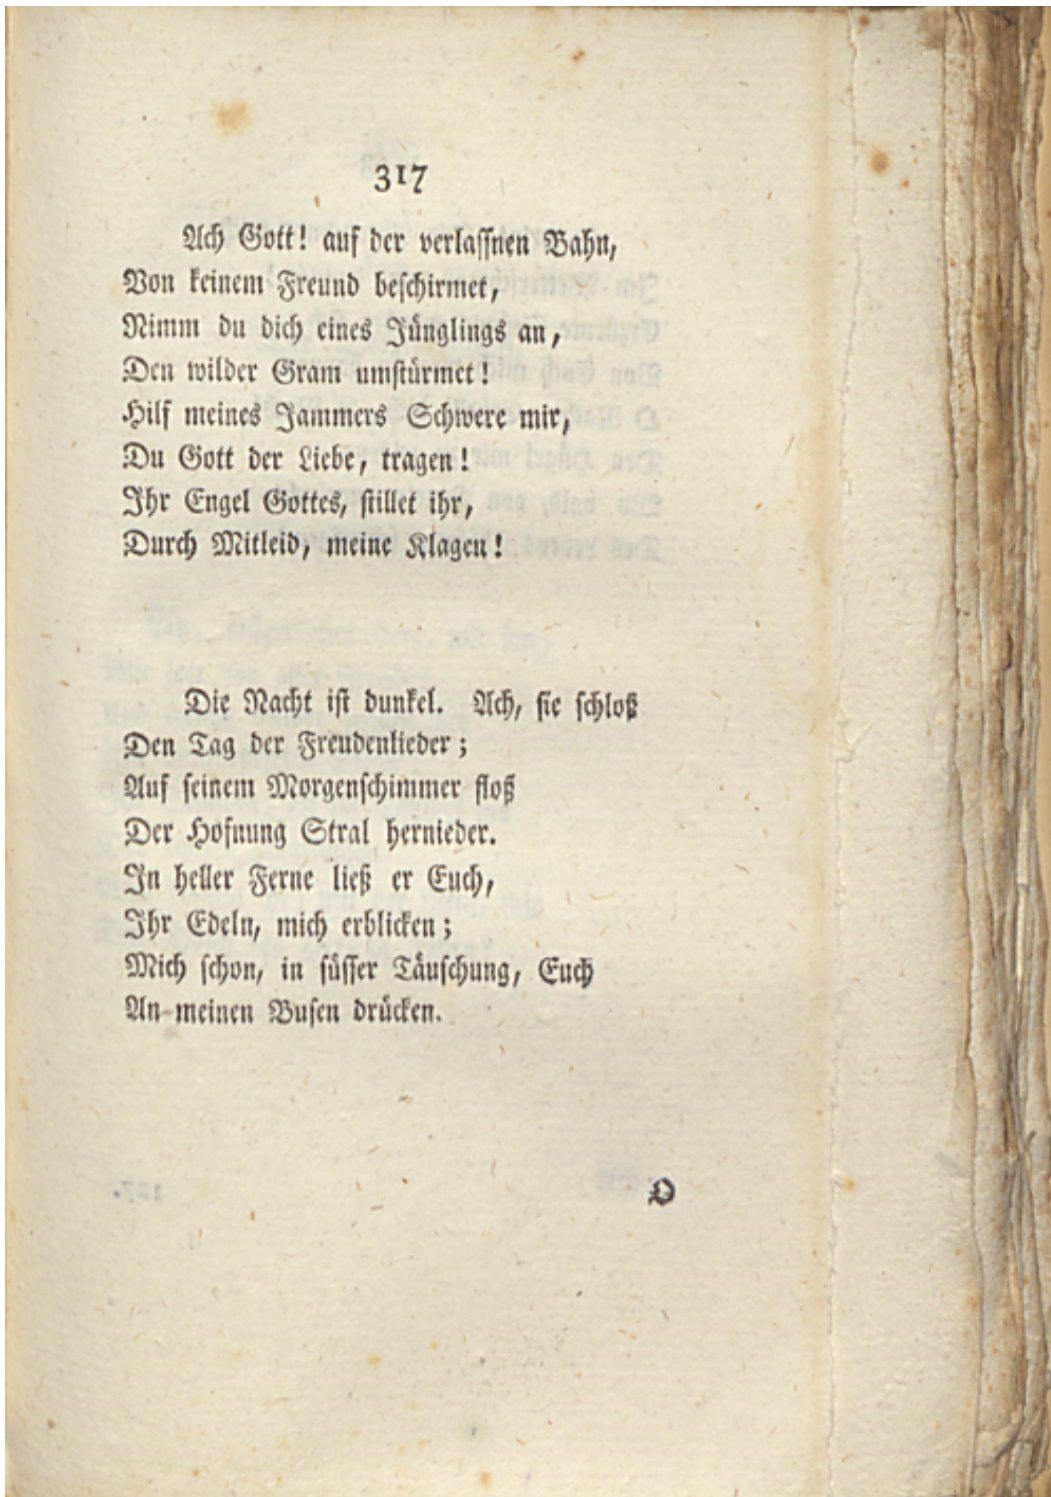 317
Ach Gott! auf der verlaſſnen Bahn,
Von keinem Freund beſchirmet,
Nimm du dich eines Jünglings an,
Den wilder Gram umſtürmet!
Hilf meines Jammers Schwere mir,
Du Gott der Liebe, tragen!
Ihr Engel Gottes, ſtillet ihr,
Durch Mitleid, meine Klagen!
Die Nacht iſt dunkel. Ach, ſie ſchloß
Den Tag der Freudenlieder;
Auf ſeinem Morgenſchimmer floß
Der Hofnung Stral hernieder.
In heller Ferne ließ er Euch,
Ihr Edeln, mich erblicken;
Mich ſchon, in ſüſſer Täuſchung, Euch
An meinen Buſen drücken.
O